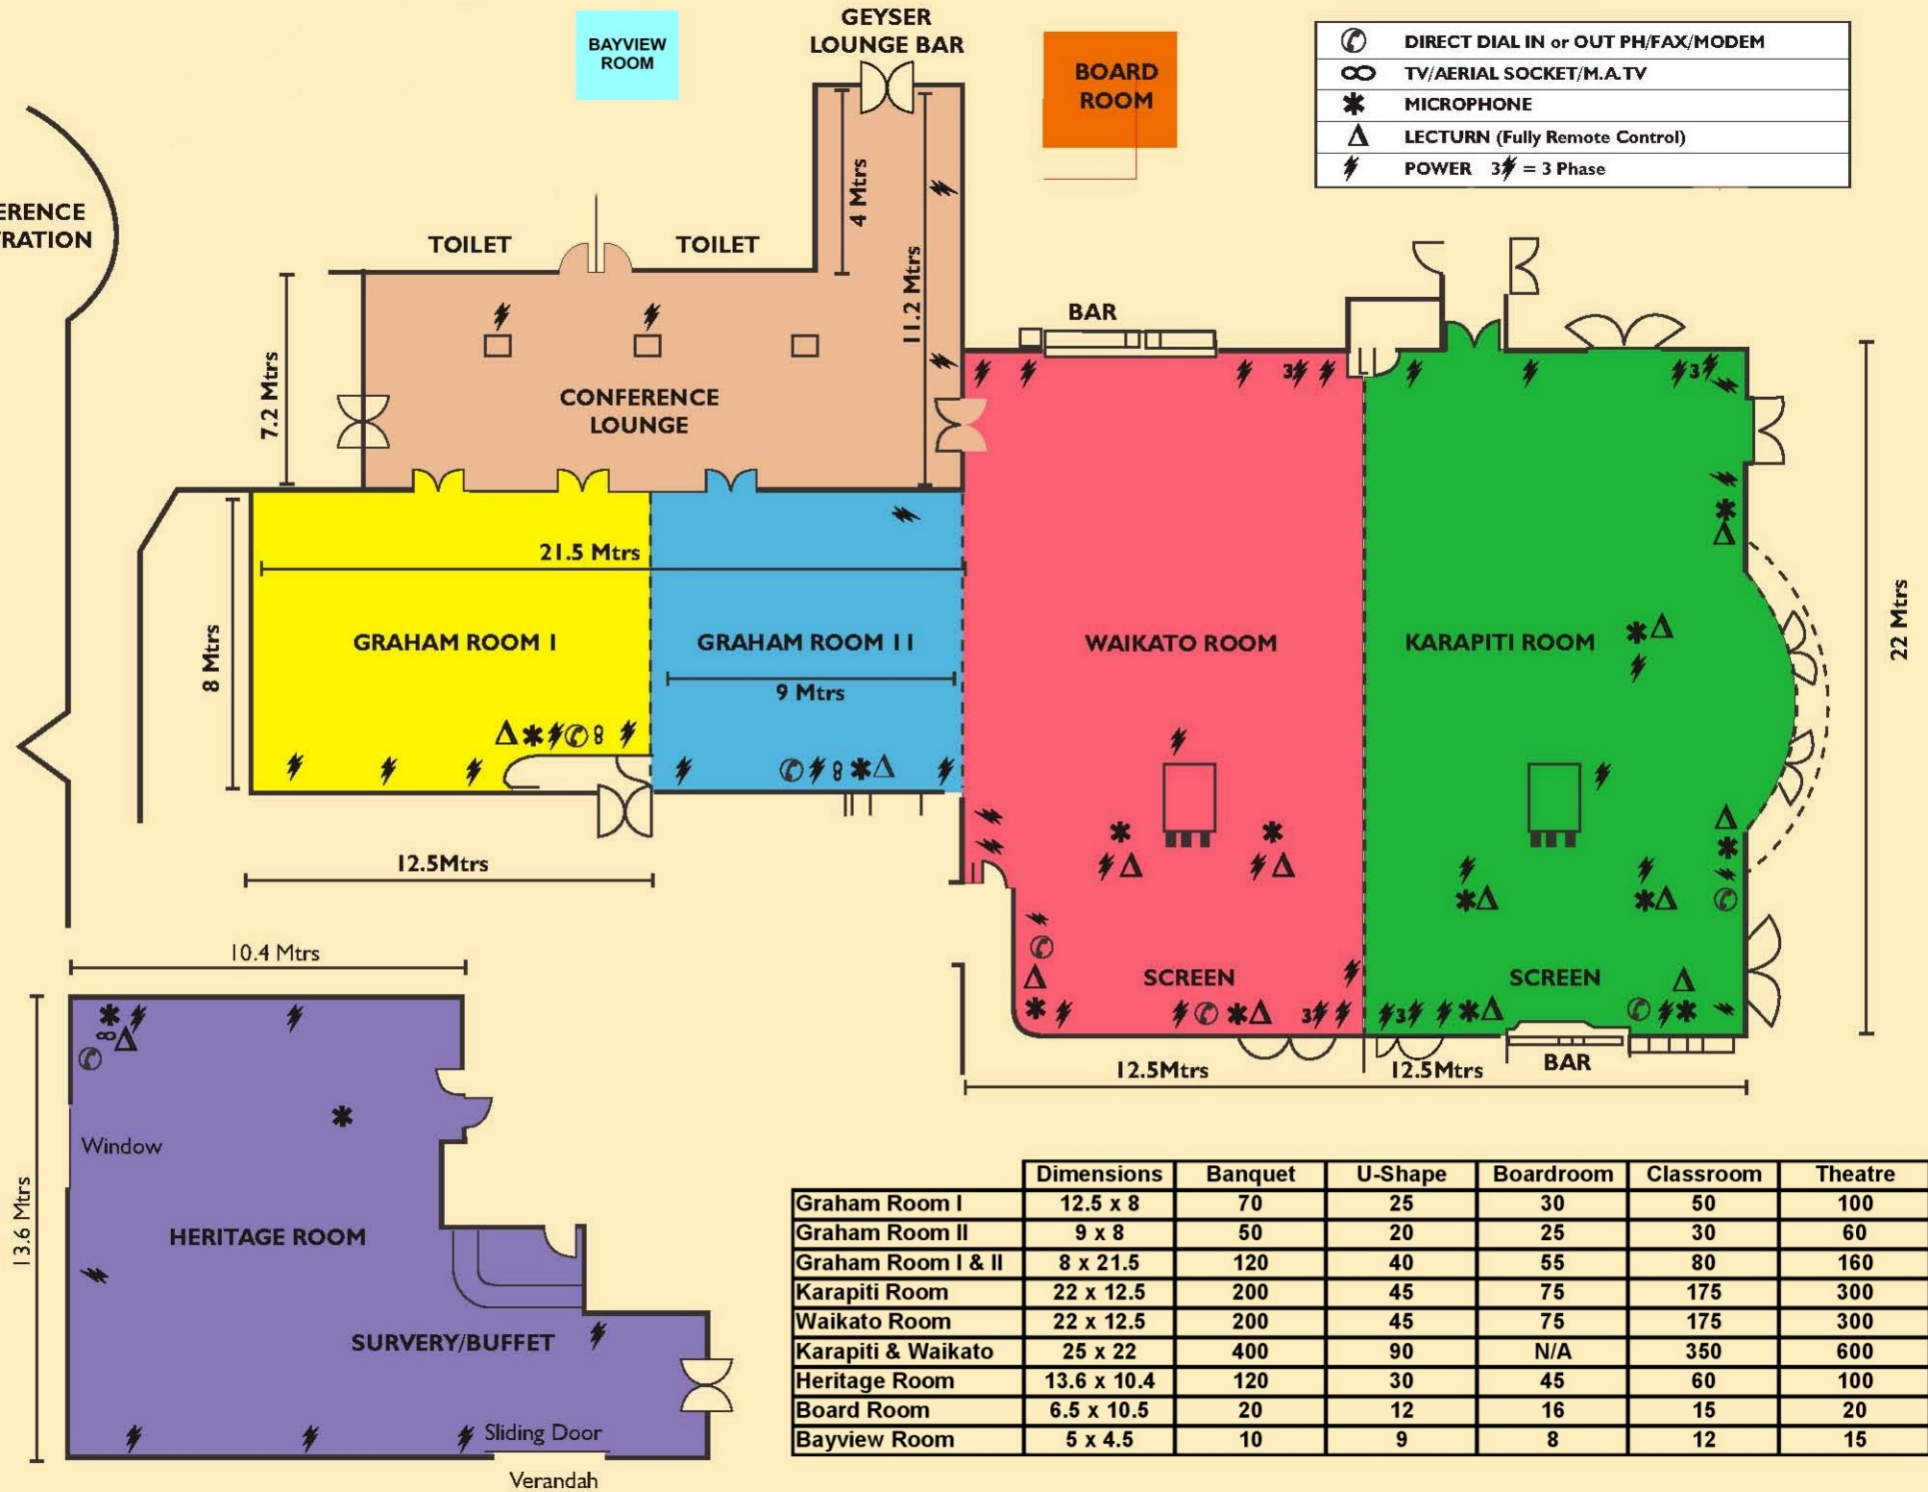 GEYSER
LOUNGE BAR
BAYVIEW
ROOM
BOARD
ROOM
DIRECT DIAL IN or OUT PH/FAX/MODEM
TV/AERIAL SOCKET/M.A.TV
MICROPHONE
LECTURN (Fully Remote Control)
POWER 3 = 3 Phase
ERENCE
RATION
TOILET
TOILET
4 Mtrs
11.2 Mtrs
7.2 Mtrs
BAR
3
3
CONFERENCE
LOUNGE
21.5 Mtrs
8 Mtrs
GRAHAM ROOM I
GRAHAM ROOM II
9 Mtrs
WAIKATO ROOM
KARAPITI ROOM
22 Mtrs
12.5Mtrs
SCREEN
SCREEN
3
3
12.5Mtrs
12.5Mtrs
BAR
10.4 Mtrs
13.6 Mtrs
Window
HERITAGE ROOM
SURVERY/BUFFET
Sliding Door
Verandah
Dimensions Banquet U-Shape Boardroom Classroom Theatre
Graham Room I 12.5 x 8 70 25 30 50 100
Graham Room II 9 x 8 50 20 25 30 60
Graham Room I & II 8 x 21.5 120 40 55 80 160
Karapiti Room 22 x 12.5 200 45 75 175 300
Waikato Room 22 x 12.5 200 45 75 175 300
Karapiti & Waikato 25 x 22 400 90 N/A 350 600
Heritage Room 13.6 x 10.4 120 30 45 60 100
Board Room 6.5 x 10.5 20 12 16 15 20
Bayview Room 5 x 4.5 10 9 8 12 15